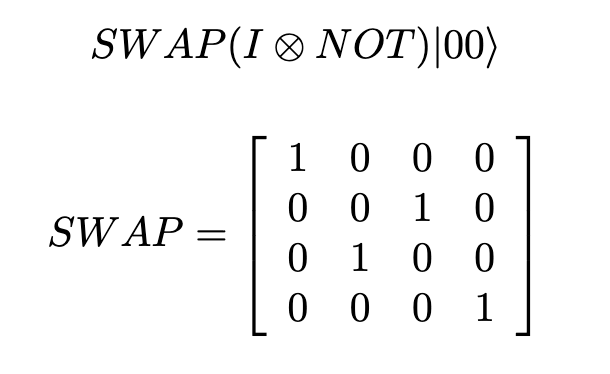 SWAP(I ⊗ NOT)|00⟩
1 0 0 0
0 0 1 0
SWAP =
0 1 0 0
0 0 0 1